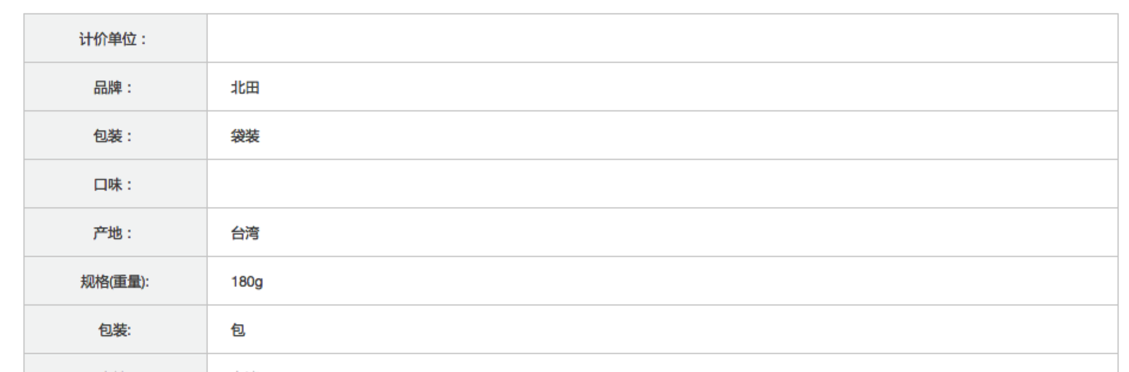 计价单位：
品牌： 北田
包装： 袋装
口味：
产地： 台湾
规格(重量): 180g
包装: 包